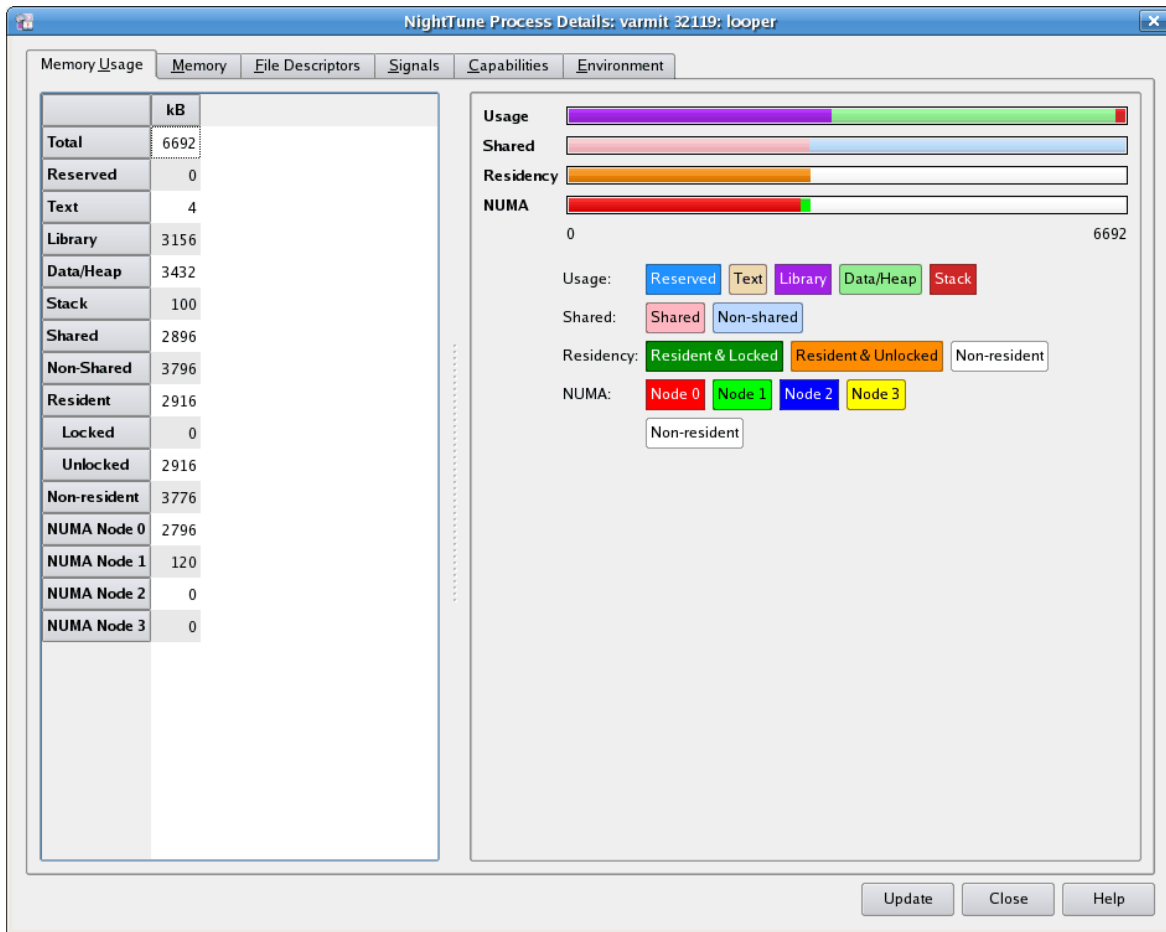 NightTune Process Details: varmit 32119: looper
Memory Usage Memory File Descriptors Signals Capabilities Environment
kB
Total 6692
Reserved 0
Text 4
Library 3156
Data/Heap 3432
Stack 100
Shared 2896
Non-Shared 3796
Resident 2916
Locked 0
Unlocked 2916
Non-resident 3776
NUMA Node 0 2796
NUMA Node 1 120
NUMA Node 2 0
NUMA Node 3 0
Usage
Shared
Residency
NUMA
0 6692
Usage: Reserved Text Library Data/Heap Stack
Shared: Shared Non-shared
Residency: Resident & Locked Resident & Unlocked Non-resident
NUMA: Node 0 Node 1 Node 2 Node 3
Non-resident
Update Close Help